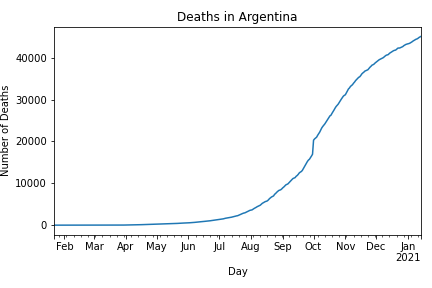 Deaths in Argentina
Number of Deaths
40000
30000
20000
10000
0
Feb Mar Apr May Jun Jul Aug Sep Oct Nov Dec Jan
2021
Day